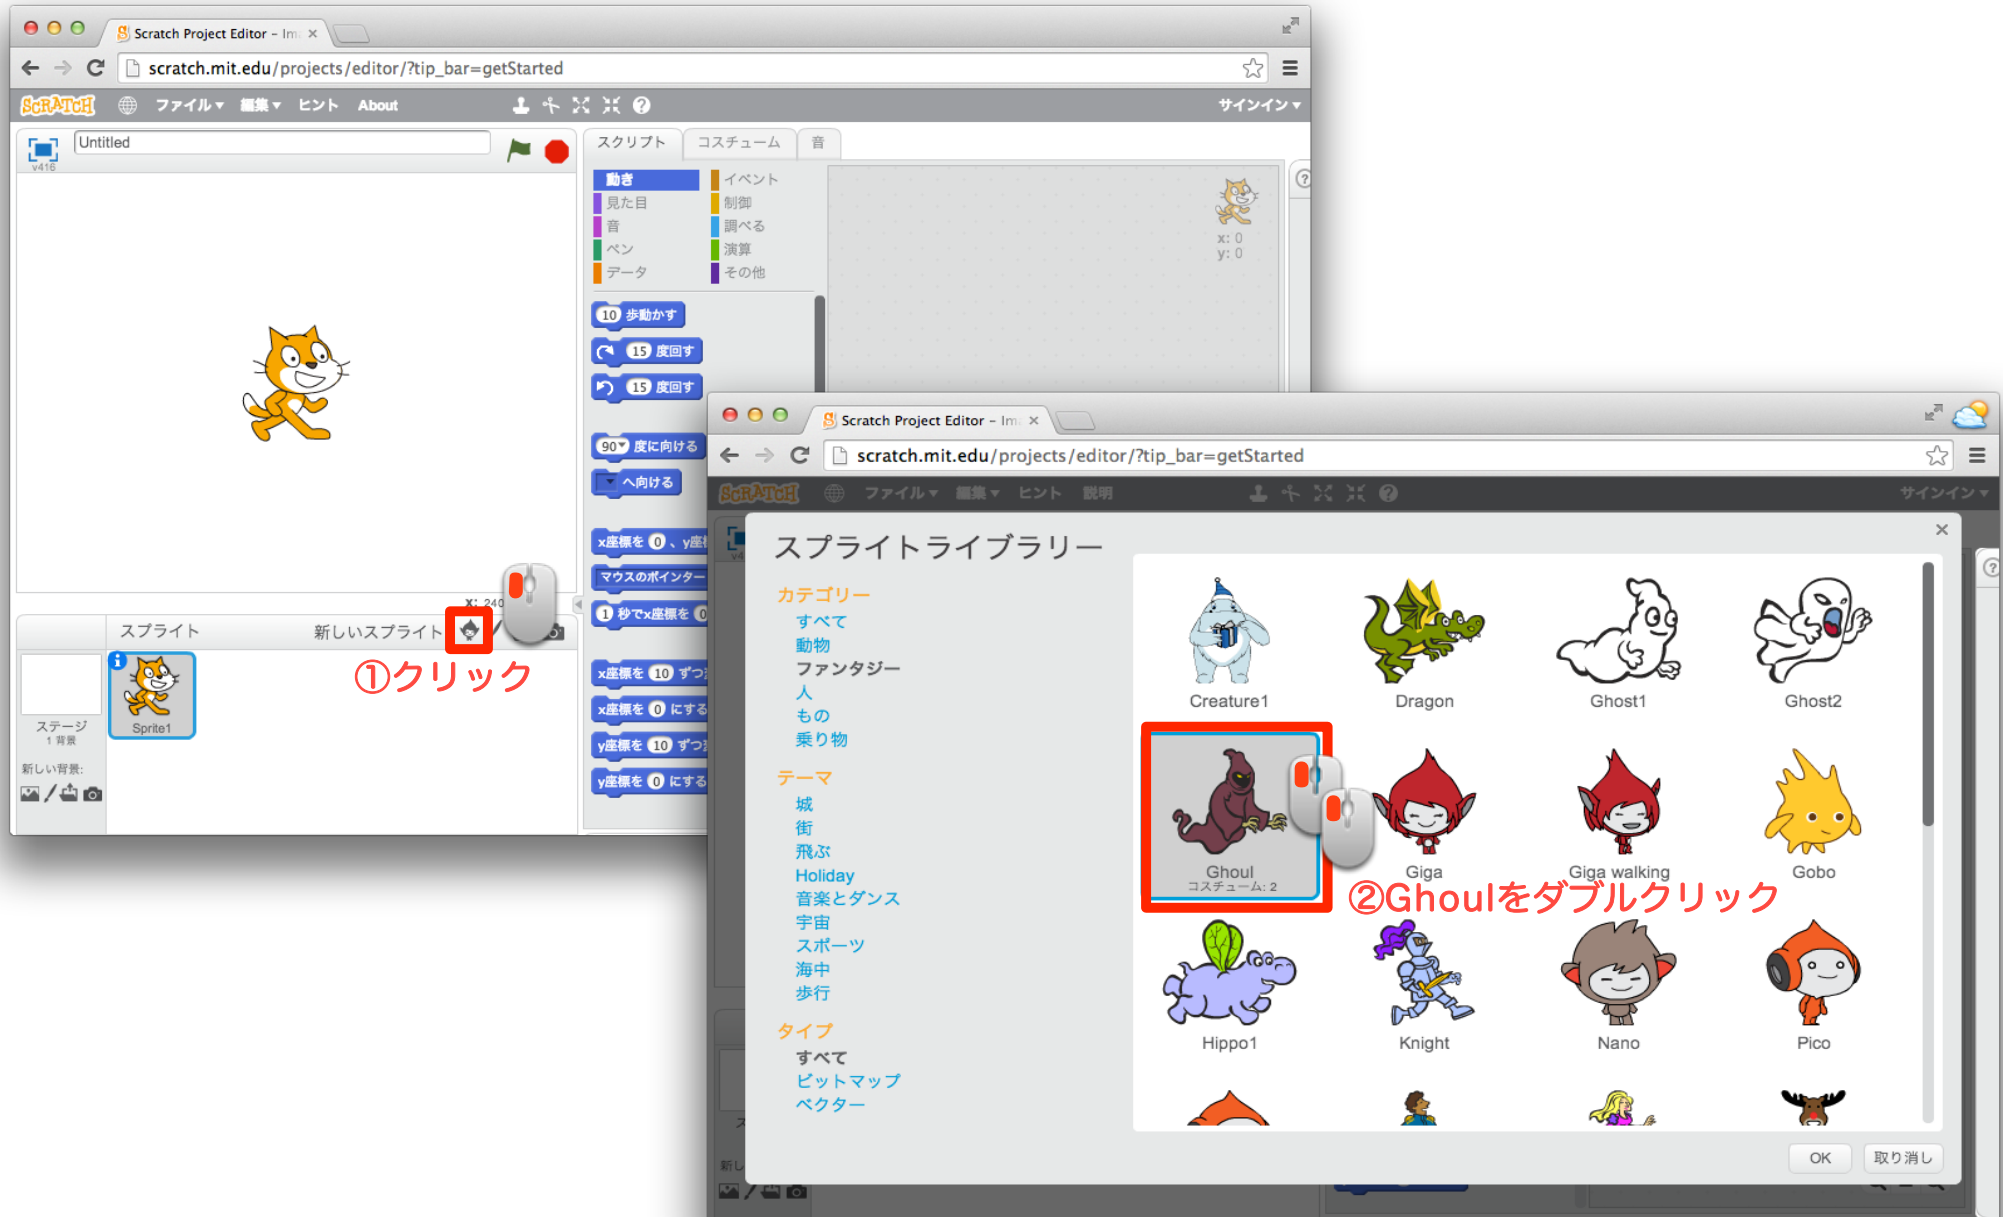 Scratch Project Editor – Im
scratch.mit.edu/projects/editor/?tip_bar=getStarted
SCRATCH ファイル▼ 編集▼ ヒント About サインイン▼
Untitled
v416
スクリプト コスチューム 音
動き イベント
見た目 制御
音 調べる
ペン 演算
データ その他
x: 0
y: 0
10 歩動かす
15 度回す
15 度回す
90▼ 度に向ける
へ向ける
x座標を 0 、y座
マウスのポインター
1 秒でx座標を 0
x座標を 10 ずつ
x座標を 0 にする
y座標を 10 ずつ
y座標を 0 にする
x: 240
スプライト 新しいスプライト
①クリック
Sprite1
ステージ
1 背景
新しい背景:
Scratch Project Editor – Im
scratch.mit.edu/projects/editor/?tip_bar=getStarted
SCRATCH ファイル▼ 編集▼ ヒント 説明 サインイン▼
スプライトライブラリー
カテゴリー
すべて
動物
ファンタジー
人
もの
乗り物
テーマ
城
街
飛ぶ
Holiday
音楽とダンス
宇宙
スポーツ
海中
歩行
タイプ
すべて
ビットマップ
ベクター
Creature1 Dragon Ghost1 Ghost2
Ghoul Giga Giga walking Gobo
コスチューム: 2
②Ghoulをダブルクリック
Hippo1 Knight Nano Pico
OK 取り消し
新し